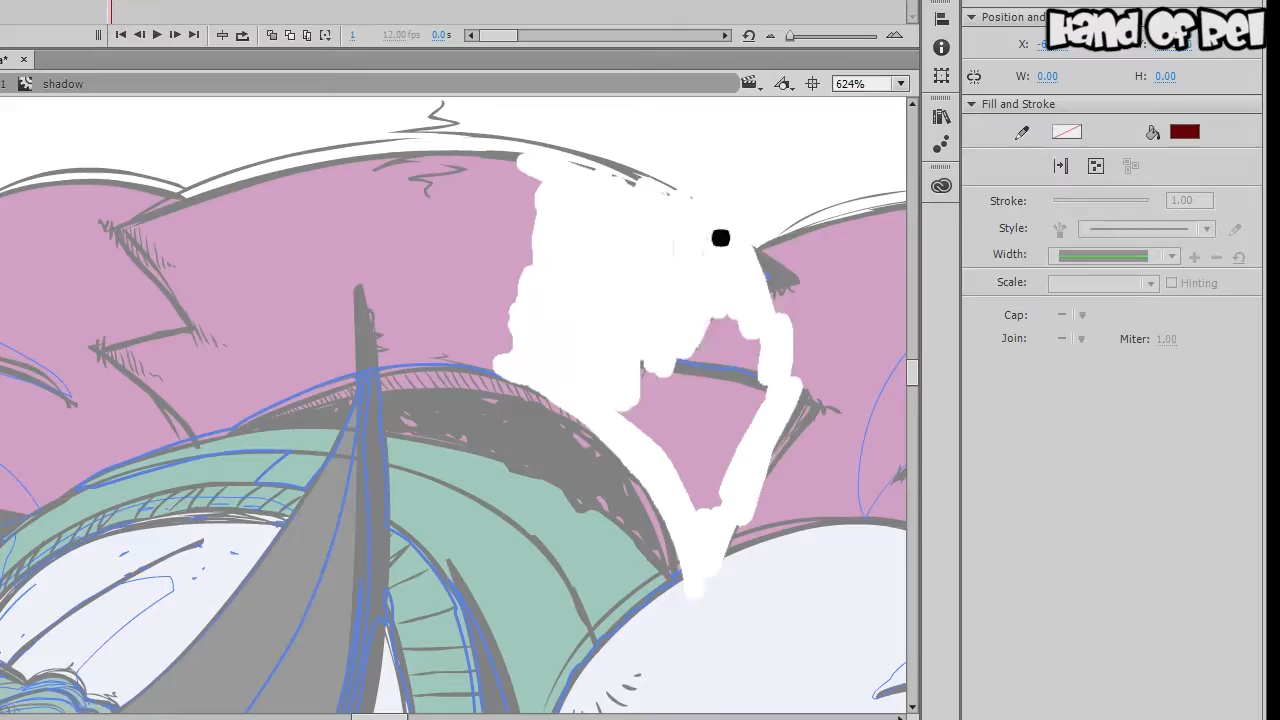 HAND OF REI
Position and
1 12.00 fps 0.0 s
X:
a* ×
1 shadow 624% W: 0.00 H: 0.00
Fill and Stroke
Stroke: 1.00
Style:
Width:
Scale: Hinting
Cap:
Join: Miter: 1.00